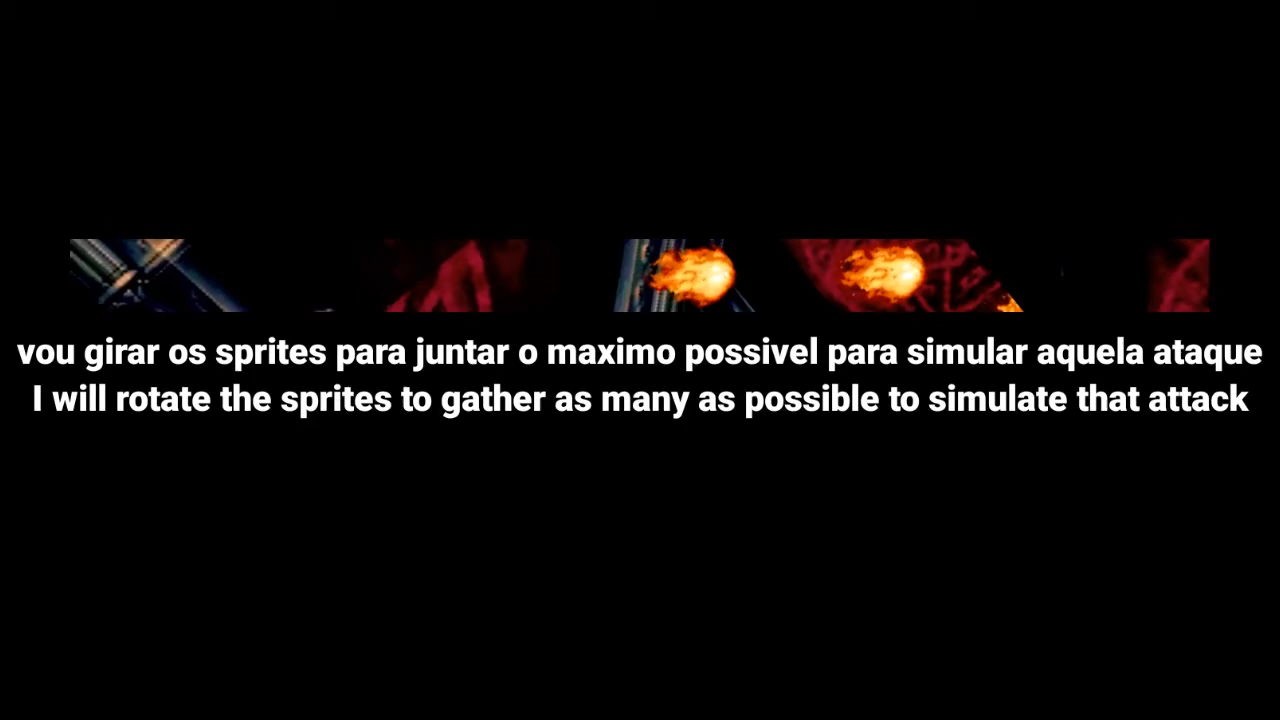 vou girar os sprites para juntar o maximo possivel para simular aquela ataque
I will rotate the sprites to gather as many as possible to simulate that attack